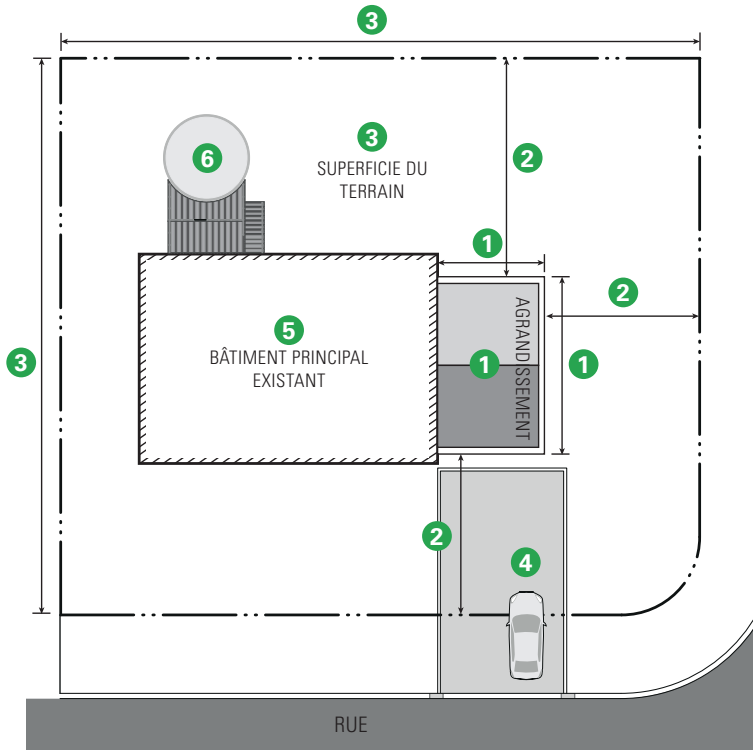 3
6
3
SUPERFICIE DU
TERRAIN
2
1
2
5
BÂTIMENT PRINCIPAL
EXISTANT
AGRANDISSEMENT
1
1
3
2
4
RUE